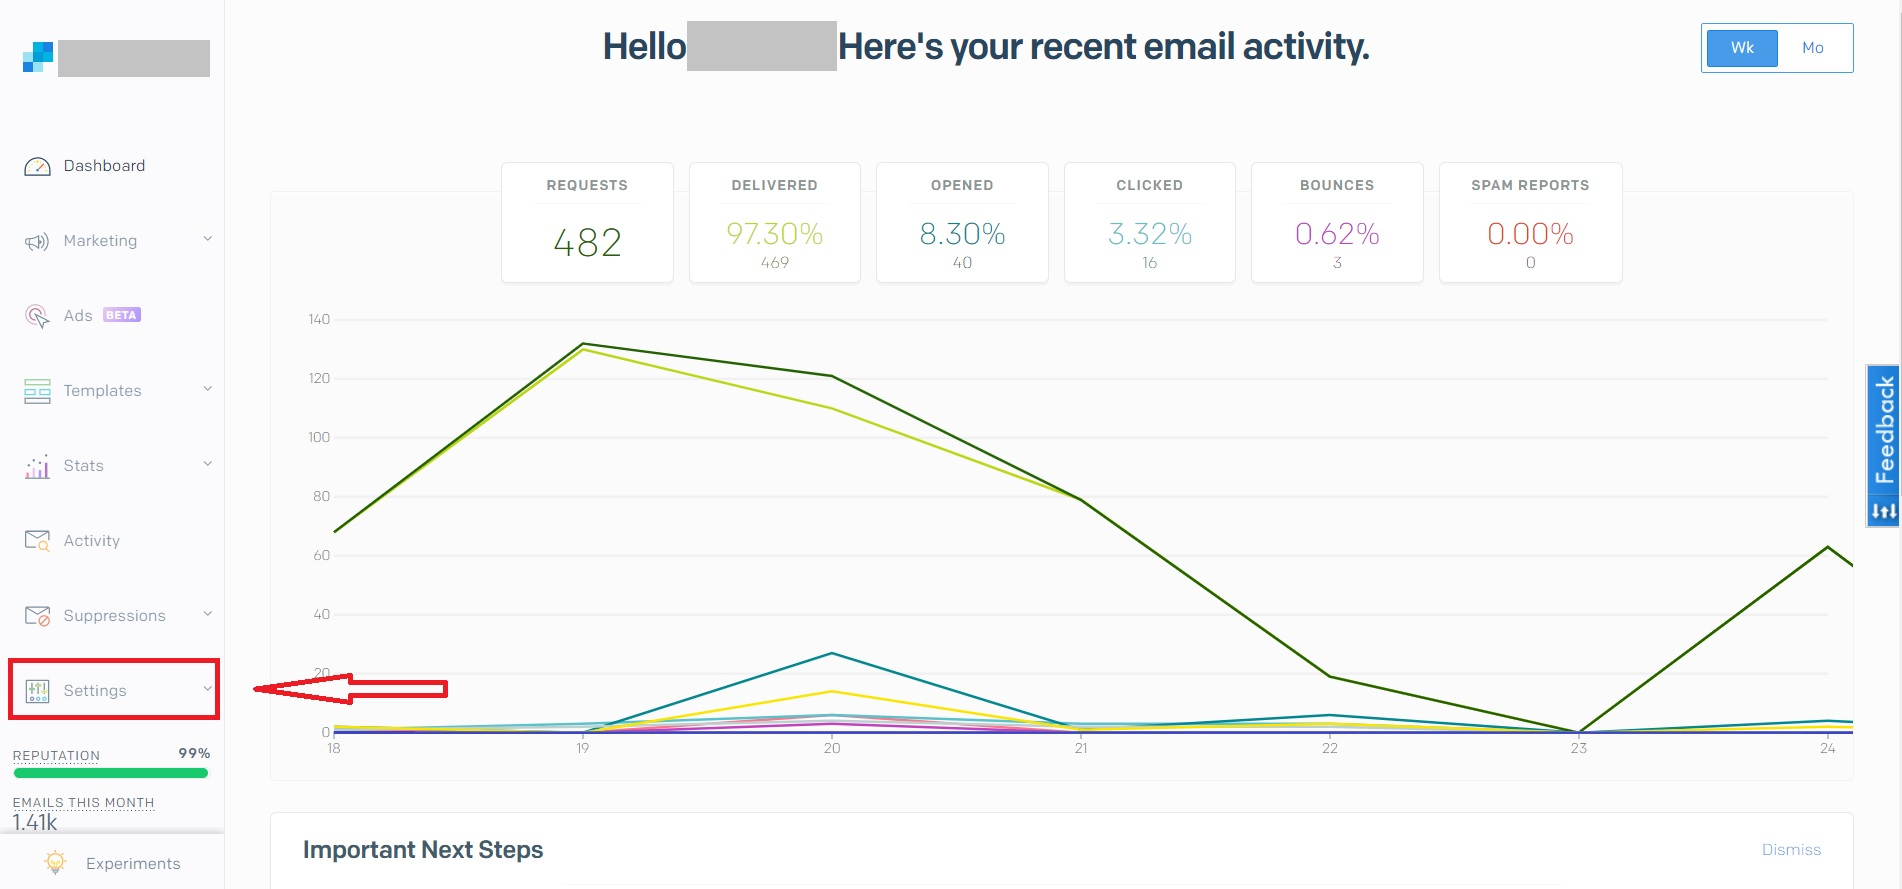 Hello Here's your recent email activity.
Wk Mo
Dashboard
Marketing
Ads BETA
Templates
Stats
Activity
Suppressions
Settings
REPUTATION 99%
EMAILS THIS MONTH
1.41k
Experiments
REQUESTS
482
DELIVERED
97.30%
469
OPENED
8.30%
40
CLICKED
3.32%
16
BOUNCES
0.62%
3
SPAM REPORTS
0.00%
0
140
120
100
80
60
40
20
0
18 19 20 21 22 23 24
Feedback
Important Next Steps
Dismiss